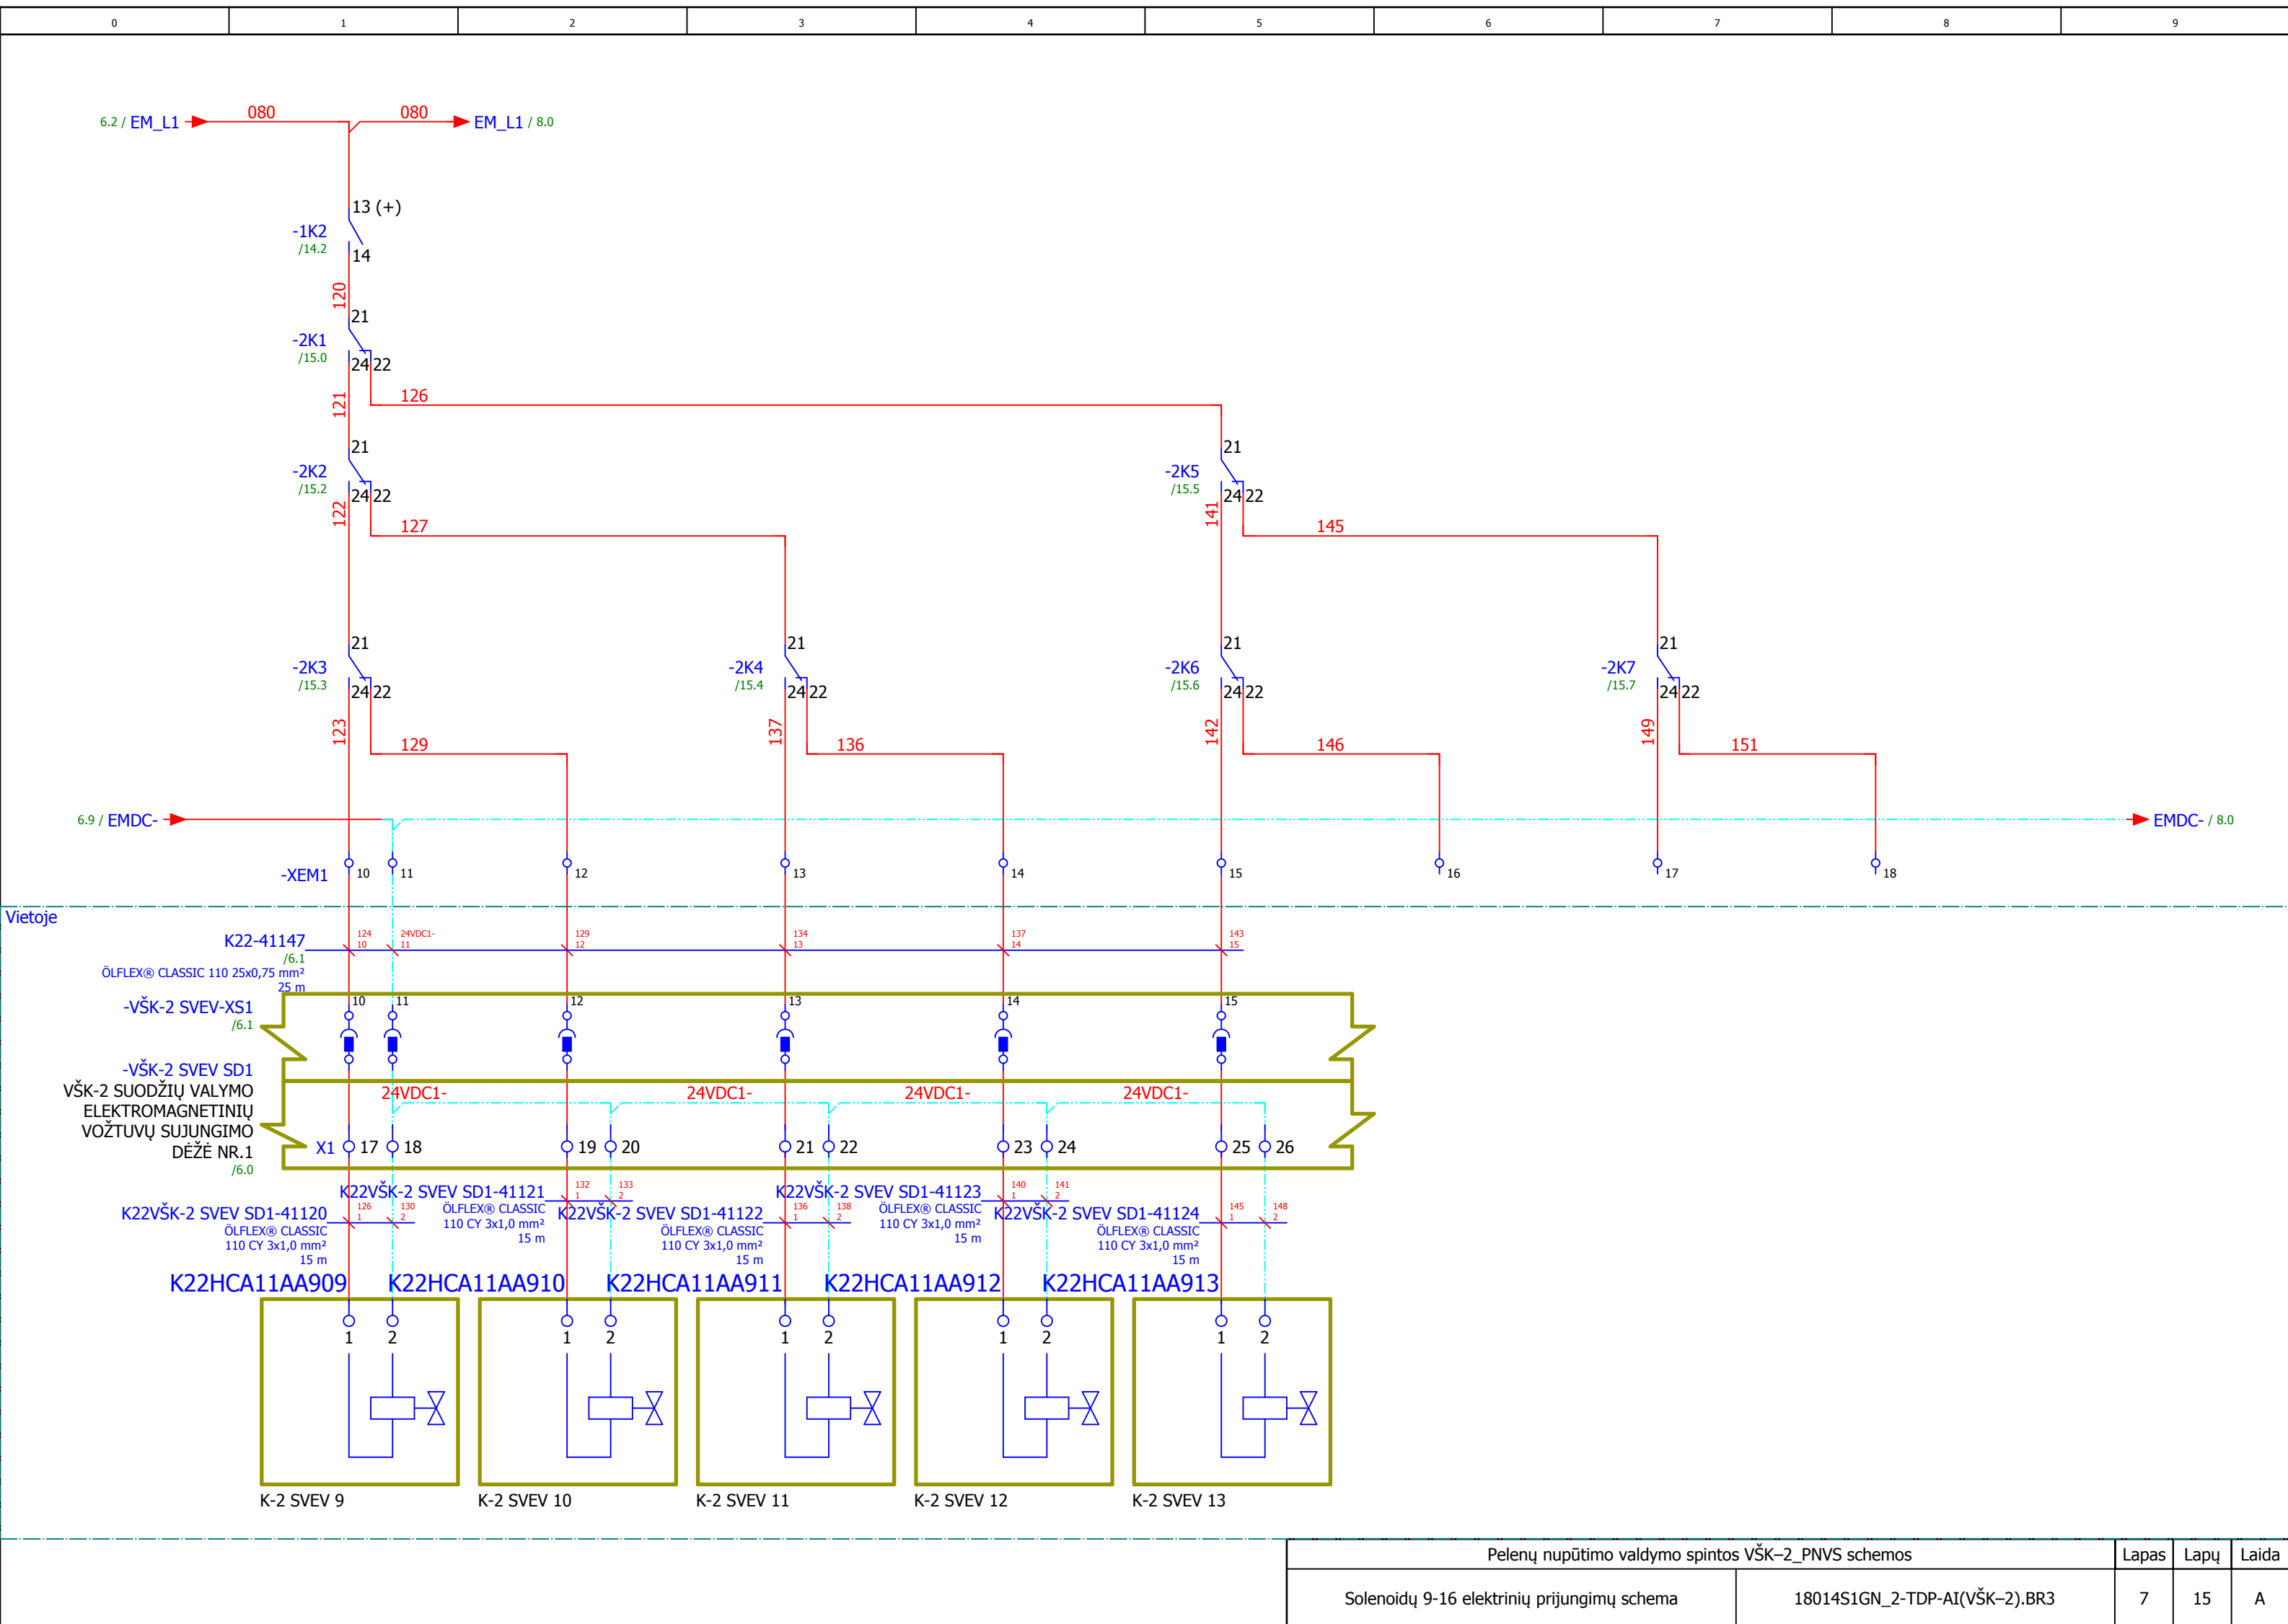 0 1 2 3 4 5 6 7 8 9
6.2 / EM_L1 080 080 EM_L1 / 8.0
13 (+)
-1K2
/14.2
14
120
21
-2K1
/15.0
24 22
121
126
21 21
-2K2 -2K5
/15.2 /15.5
24 22 24 22
122 141
127 145
21 21 21 21
-2K3 -2K4 -2K6 -2K7
/15.3 /15.4 /15.6 /15.7
24 22 24 22 24 22 24 22
123 137 142 149
129 136 146 151
6.9 / EMDC- EMDC- / 8.0
-XEM1 10 11 12 13 14 15 16 17 18
Vietoje
124 24VDC1- 129 134 137 143
K22-41147 10 11 12 13 14 15
/6.1
ÖLFLEX® CLASSIC 110 25x0,75 mm²
25 m
10 11 12 13 14 15
-VŠK-2 SVEV-XS1
/6.1
-VŠK-2 SVEV SD1
VŠK-2 SUODŽIŲ VALYMO
24VDC1- 24VDC1- 24VDC1- 24VDC1-
ELEKTROMAGNETINIŲ
VOŽTUVŲ SUJUNGIMO
DĖŽĖ NR.1
/6.0
X1 17 18 19 20 21 22 23 24 25 26
K22VŠK-2 SVEV SD1-41121 132 133 K22VŠK-2 SVEV SD1-41123 140 141
1 2 1 2
ÖLFLEX® CLASSIC ÖLFLEX® CLASSIC
110 CY 3x1,0 mm² 110 CY 3x1,0 mm²
15 m 15 m
K22VŠK-2 SVEV SD1-41120 126 130 K22VŠK-2 SVEV SD1-41122 136 138 K22VŠK-2 SVEV SD1-41124 145 148
1 2 1 2 1 2
ÖLFLEX® CLASSIC ÖLFLEX® CLASSIC ÖLFLEX® CLASSIC
110 CY 3x1,0 mm² 110 CY 3x1,0 mm² 110 CY 3x1,0 mm²
15 m 15 m 15 m
K22HCA11AA909 K22HCA11AA910 K22HCA11AA911 K22HCA11AA912 K22HCA11AA913
1 2 1 2 1 2 1 2 1 2
K-2 SVEV 9 K-2 SVEV 10 K-2 SVEV 11 K-2 SVEV 12 K-2 SVEV 13
Pelenų nupūtimo valdymo spintos VŠK–2_PNVS schemos Lapas Lapų Laida
Solenoidų 9-16 elektrinių prijungimų schema 18014S1GN_2-TDP-AI(VŠK–2).BR3 7 15 A